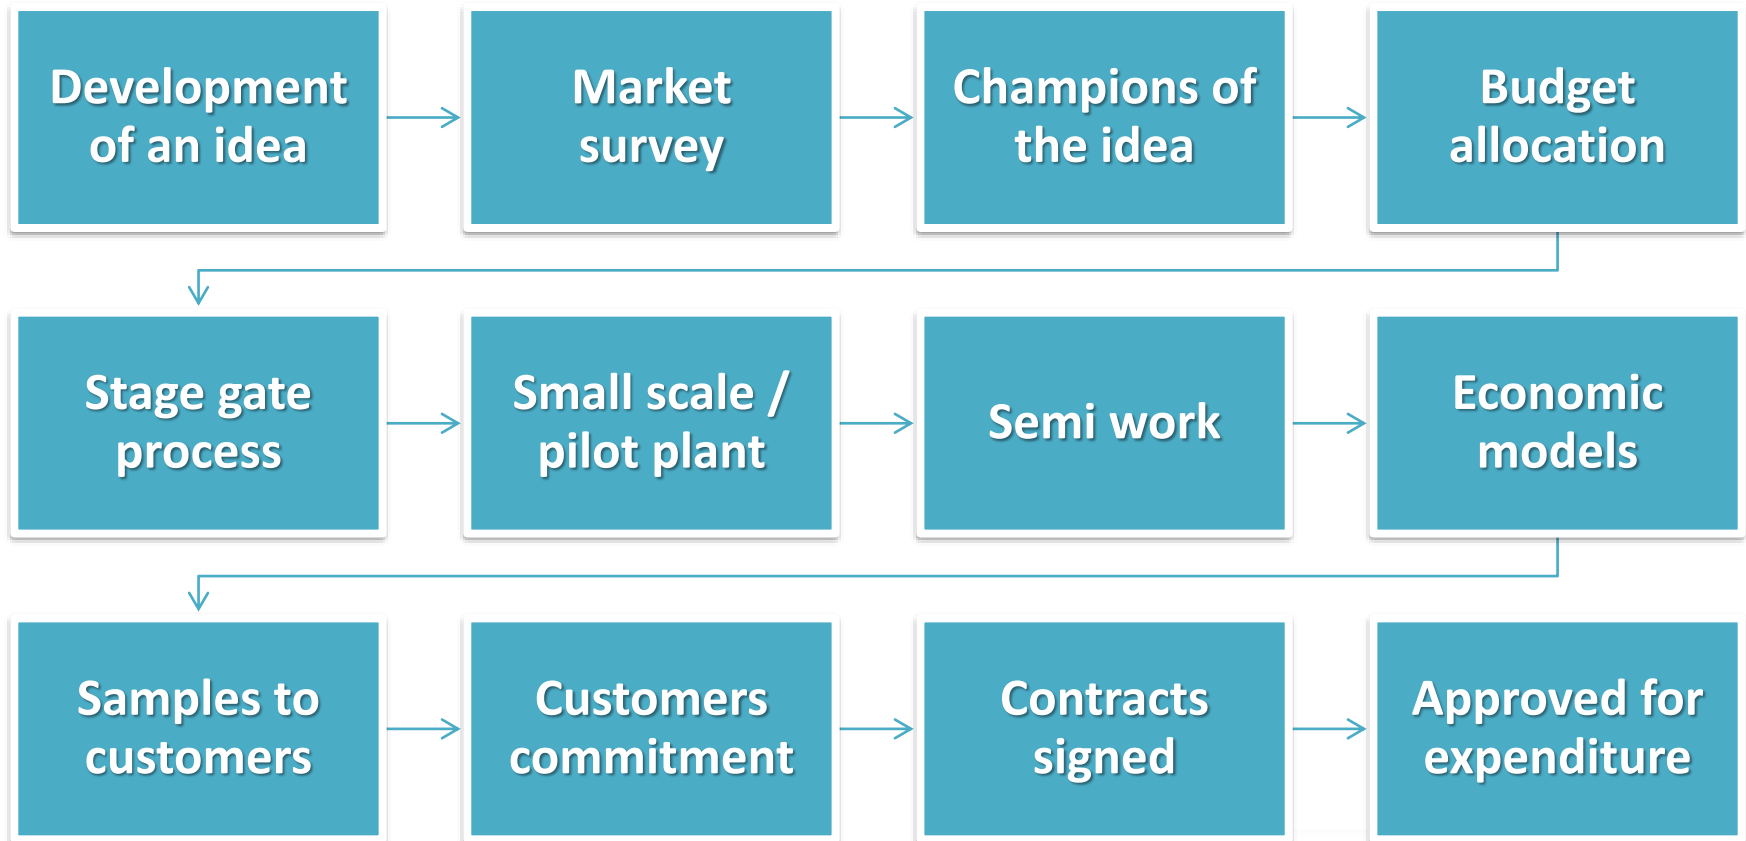 Development
of an idea
Market
survey
Champions of
the idea
Budget
allocation
Stage gate
process
Small scale /
pilot plant
Semi work
Economic
models
Samples to
customers
Customers
commitment
Contracts
signed
Approved for
expenditure